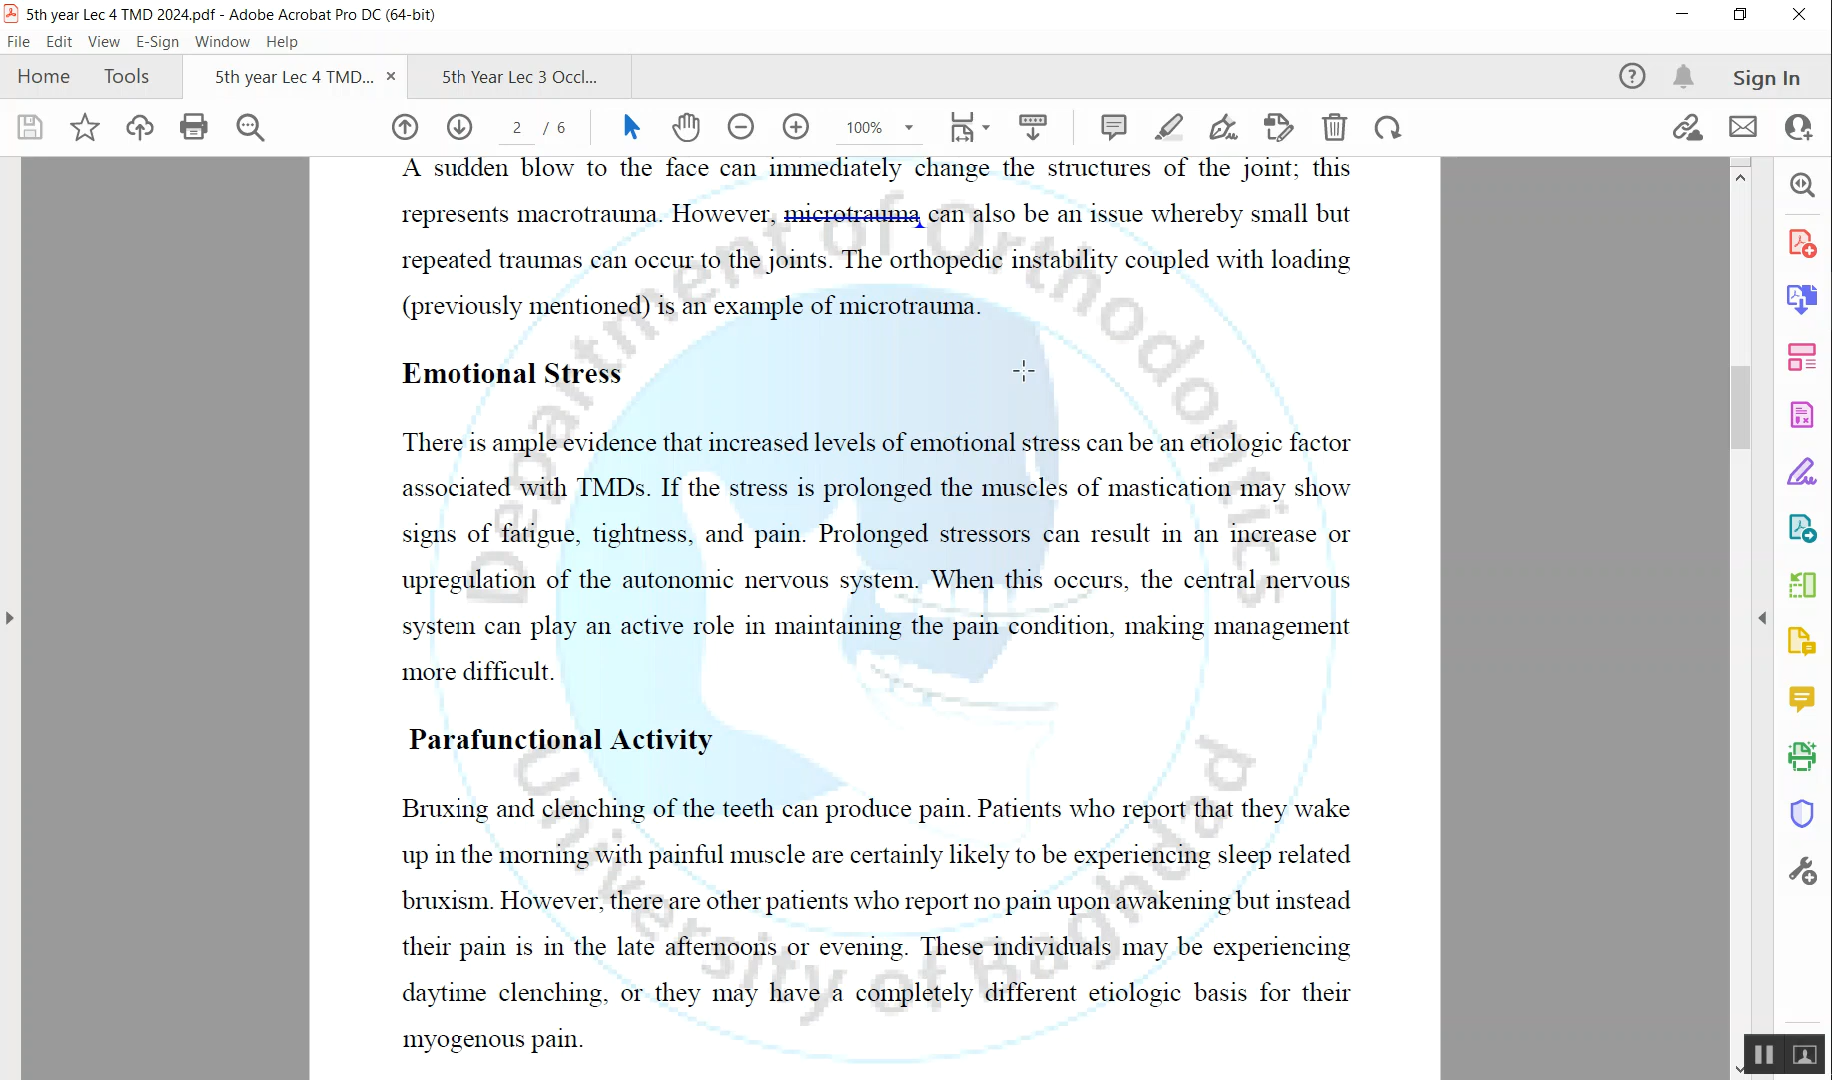 5th year Lec 4 TMD 2024.pdf - Adobe Acrobat Pro DC (64-bit)
File Edit View E-Sign Window Help
Home Tools 5th year Lec 4 TMD... × 5th Year Lec 3 Occl... Sign In
2 / 6 100%
A sudden blow to the face can immediately change the structures of the joint; this
represents macrotrauma. However, microtrauma can also be an issue whereby small but
repeated traumas can occur to the joints. The orthopedic instability coupled with loading
(previously mentioned) is an example of microtrauma.
Emotional Stress
There is ample evidence that increased levels of emotional stress can be an etiologic factor
associated with TMDs. If the stress is prolonged the muscles of mastication may show
signs of fatigue, tightness, and pain. Prolonged stressors can result in an increase or
upregulation of the autonomic nervous system. When this occurs, the central nervous
system can play an active role in maintaining the pain condition, making management
more difficult.
Parafunctional Activity
Bruxing and clenching of the teeth can produce pain. Patients who report that they wake
up in the morning with painful muscle are certainly likely to be experiencing sleep related
bruxism. However, there are other patients who report no pain upon awakening but instead
their pain is in the late afternoons or evening. These individuals may be experiencing
daytime clenching, or they may have a completely different etiologic basis for their
myogenous pain.
Department of Orthodontics
University of Baghdad